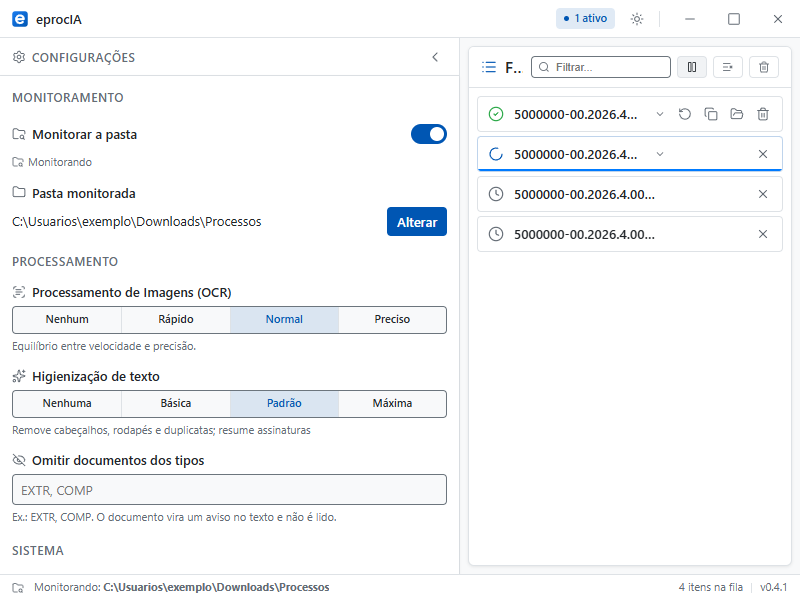 eprocIA
1 ativo
CONFIGURAÇÕES
MONITORAMENTO
Monitorar a pasta
Monitorando
Pasta monitorada
C:\Usuarios\exemplo\Downloads\Processos
Alterar
PROCESSAMENTO
Processamento de Imagens (OCR)
Nenhum Rápido Normal Preciso
Equilíbrio entre velocidade e precisão.
Higienização de texto
Nenhuma Básica Padrão Máxima
Remove cabeçalhos, rodapés e duplicatas; resume assinaturas
Omitir documentos dos tipos
EXTR, COMP
Ex.: EXTR, COMP. O documento vira um aviso no texto e não é lido.
SISTEMA
F... Filtrar...
5000000-00.2026.4...
5000000-00.2026.4...
5000000-00.2026.4.00...
5000000-00.2026.4.00...
Monitorando: C:\Usuarios\exemplo\Downloads\Processos
4 itens na fila v0.4.1